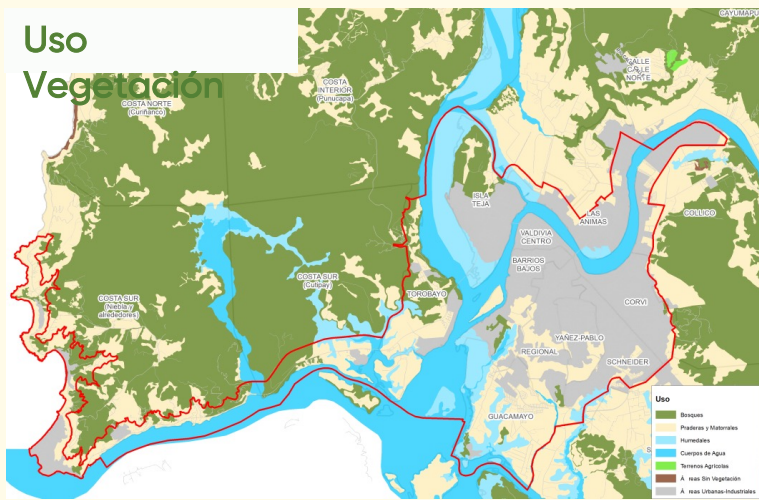 Uso
Vegetación
CAYUMAPU
CALLE
CALLE
NORTE
COSTA
INTERIOR
(Punucapa)
COSTA NORTE
(Curiñanco)
ISLA
TEJA
LAS
ANIMAS
COLLICO
VALDIVIA
CENTRO
BARRIOS
BAJOS
COSTA SUR
(Cutipay)
TOROBAYO
COSTA SUR
(Niebla y
alrededores)
CORVI
YAÑEZ-PABLO
REGIONAL
SCHNEIDER
GUACAMAYO
Uso
Bosques
Praderas y Matorrales
Humedales
Cuerpos de Agua
Terrenos Agrícolas
Á reas Sin Vegetación
Á reas Urbanas-Industriales